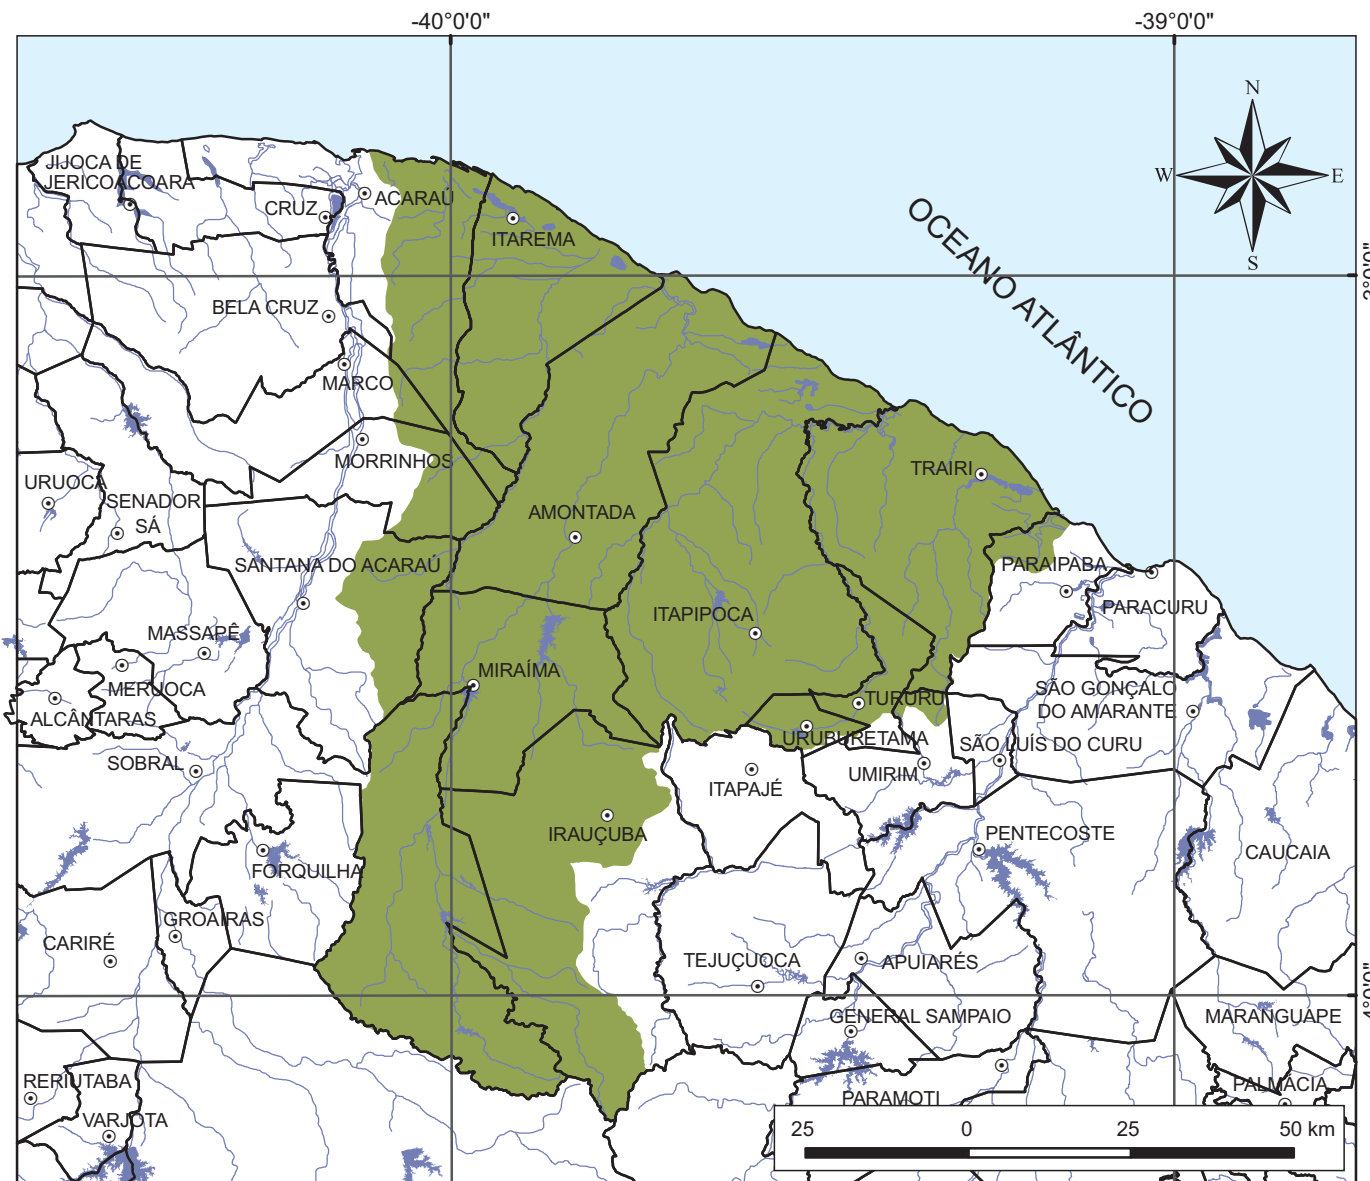 -40°0'0"
-39°0'0"
N
W
E
S
JIJOCA DE
JERICOACOARA
CRUZ
ACARAÚ
ITAREMA
OCEANO ATLÂNTICO
BELA CRUZ
MARCO
MORRINHOS
TRAIRI
URUOCA
SENADOR
SÁ
AMONTADA
SANTANA DO ACARAÚ
PARAIPABA
PARACURU
ITAPIPOCA
MASSAPÊ
MIRAÍMA
MERUOCA
ALCÂNTARAS
TURURU
SÃO GONÇALO
DO AMARANTE
URUBURETAMA
SÃO LUÍS DO CURU
SOBRAL
ITAPAJÉ
UMIRIM
IRAUÇUBA
PENTECOSTE
CAUCAIA
FORQUILHA
GROAÍRAS
CARIRÉ
TEJUÇUOCA
APUIARÉS
4°0'0"
GENERAL SAMPAIO
MARANGUAPE
RERIUTABA
PALMÁCIA
PARAMOTI
VARJOTA
25
0
25
50 km